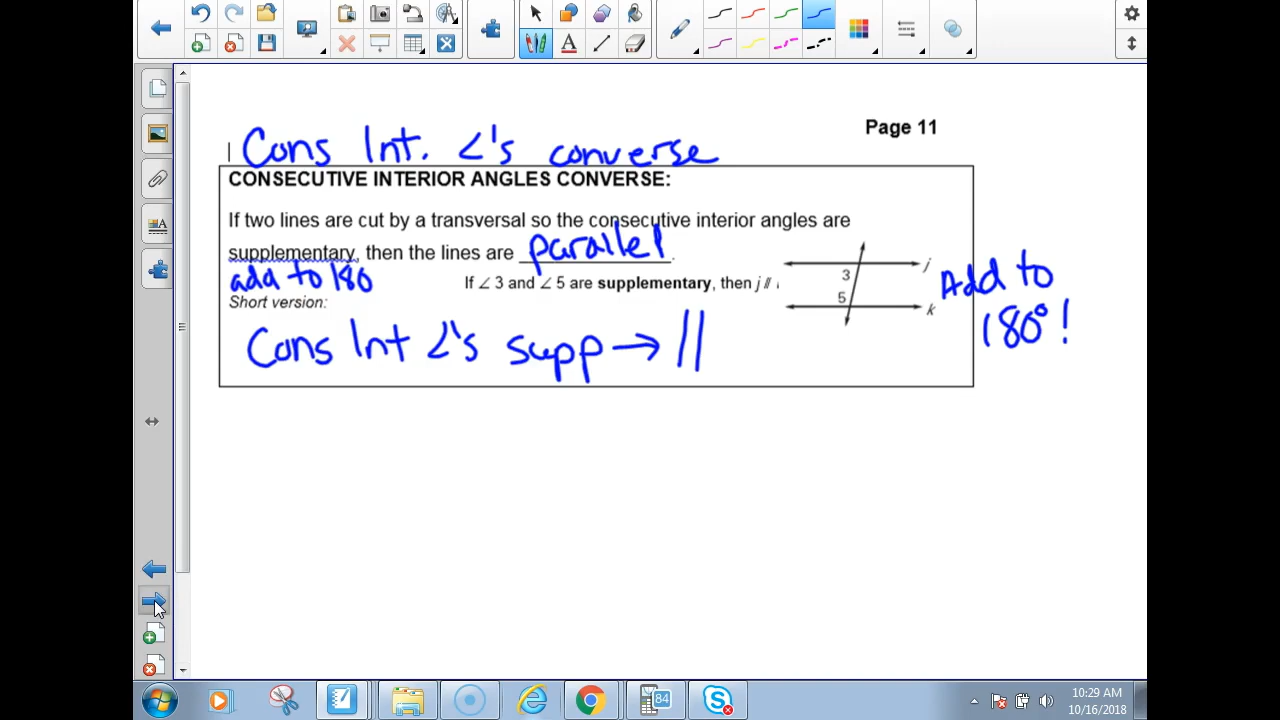 Page 11
Cons Int. ∠'s converse
CONSECUTIVE INTERIOR ANGLES CONVERSE:
If two lines are cut by a transversal so the consecutive interior angles are
supplementary, then the lines are parallel.
add to 180
If ∠ 3 and ∠ 5 are supplementary, then j //
3
j
5
k
Add to
180° !
Short version:
Cons Int ∠'s supp → //
84
10:29 AM
10/16/2018